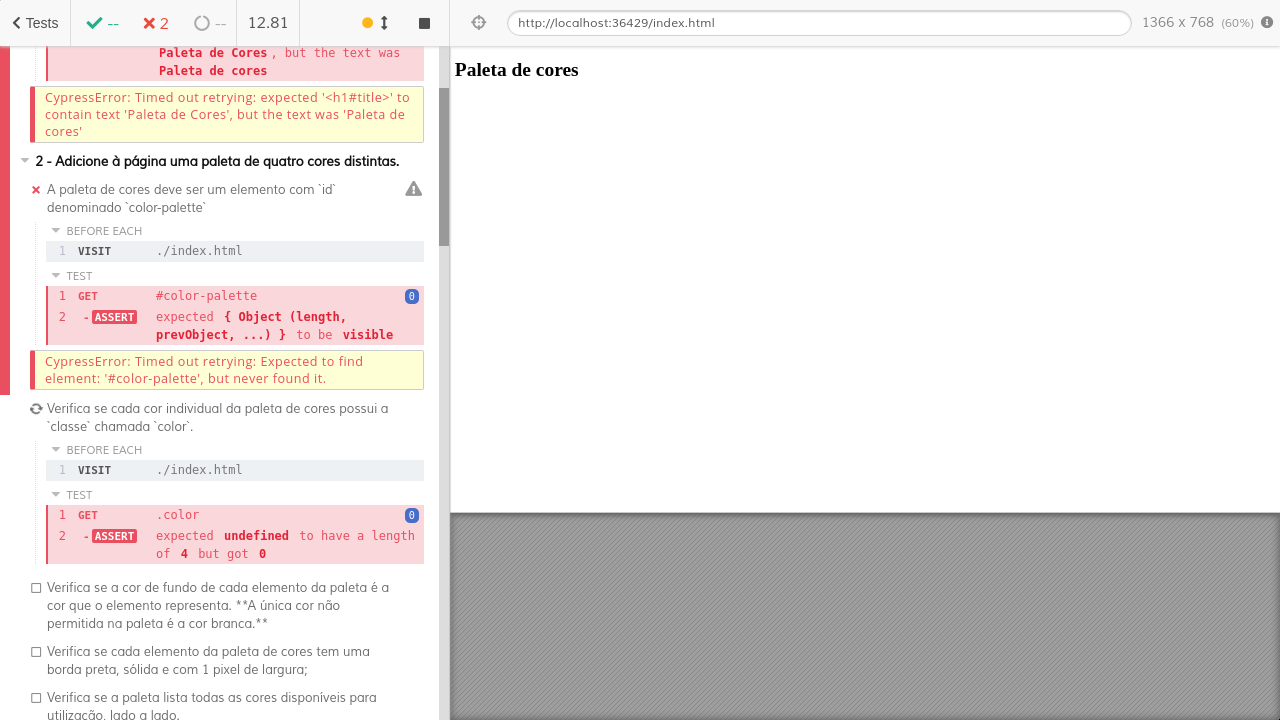 Tests
--
2
--
12.81
http://localhost:36429/index.html
1366 x 768 (60%)
Paleta de Cores , but the text was
Paleta de cores
CypressError: Timed out retrying: expected '<h1#title>' to
contain text 'Paleta de Cores', but the text was 'Paleta de
cores'
2 - Adicione à página uma paleta de quatro cores distintas.
A paleta de cores deve ser um elemento com `id`
denominado `color-palette`
BEFORE EACH
1 VISIT ./index.html
TEST
1 GET #color-palette 0
2 - ASSERT expected { Object (length,
prevObject, ...) } to be visible
CypressError: Timed out retrying: Expected to find
element: '#color-palette', but never found it.
Verifica se cada cor individual da paleta de cores possui a
`classe` chamada `color`.
BEFORE EACH
1 VISIT ./index.html
TEST
1 GET .color 0
2 - ASSERT expected undefined to have a length
of 4 but got 0
Verifica se a cor de fundo de cada elemento da paleta é a
cor que o elemento representa. **A única cor não
permitida na paleta é a cor branca.**
Verifica se cada elemento da paleta de cores tem uma
borda preta, sólida e com 1 pixel de largura;
Verifica se a paleta lista todas as cores disponíveis para
utilização, lado a lado.
Paleta de cores